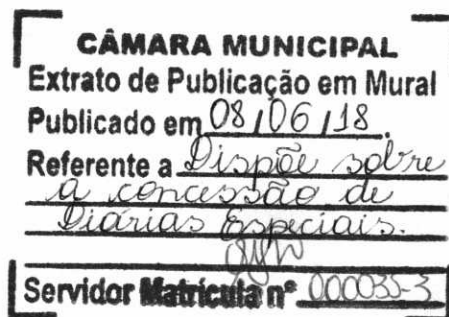 CÂMARA MUNICIPAL
Extrato de Publicação em Mural
Publicado em 08/06/18.
Referente a Dispõe sobre
a concessão de
Diárias Especiais.
Servidor Matrícula nº 000035-3